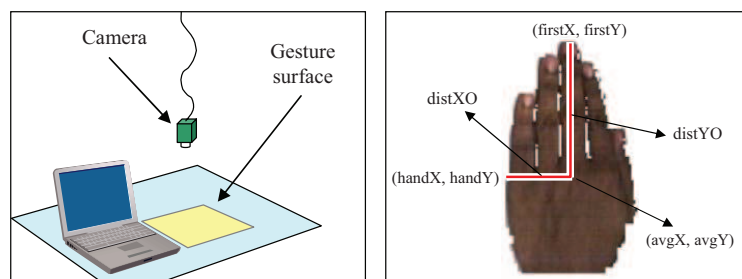 Camera
Gesture
surface
(firstX, firstY)
distXO
distYO
(handX, handY)
(avgX, avgY)